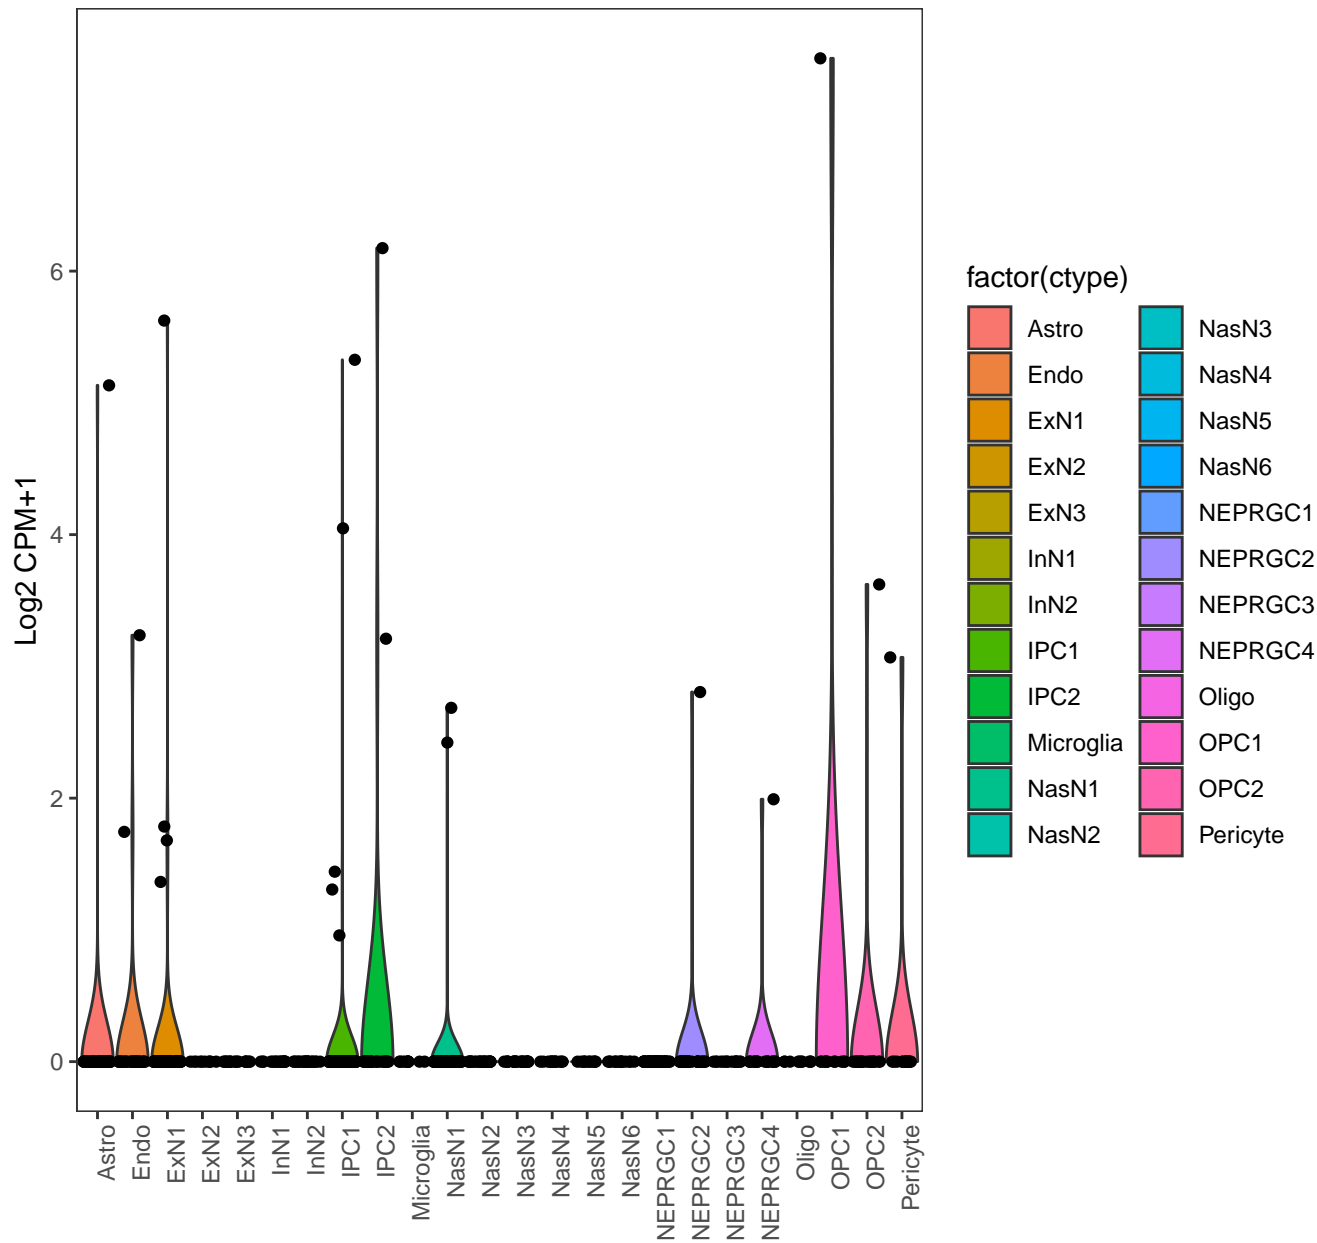 Log2 CPM+1
6
4
2
0
Astro
Endo
ExN1
ExN2
ExN3
InN1
InN2
IPC1
IPC2
Microglia
NasN1
NasN2
NasN3
NasN4
NasN5
NasN6
NEPRGC1
NEPRGC2
NEPRGC3
NEPRGC4
Oligo
OPC1
OPC2
Pericyte
factor(ctype)
Astro
Endo
ExN1
ExN2
ExN3
InN1
InN2
IPC1
IPC2
Microglia
NasN1
NasN2
NasN3
NasN4
NasN5
NasN6
NEPRGC1
NEPRGC2
NEPRGC3
NEPRGC4
Oligo
OPC1
OPC2
Pericyte